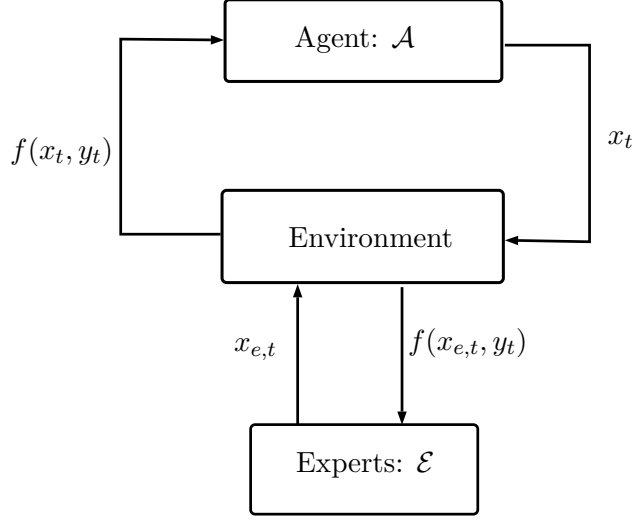 Agent: 𝒜
f(x_t, y_t)
x_t
Environment
x_{e,t}
f(x_{e,t}, y_t)
Experts: ℰ